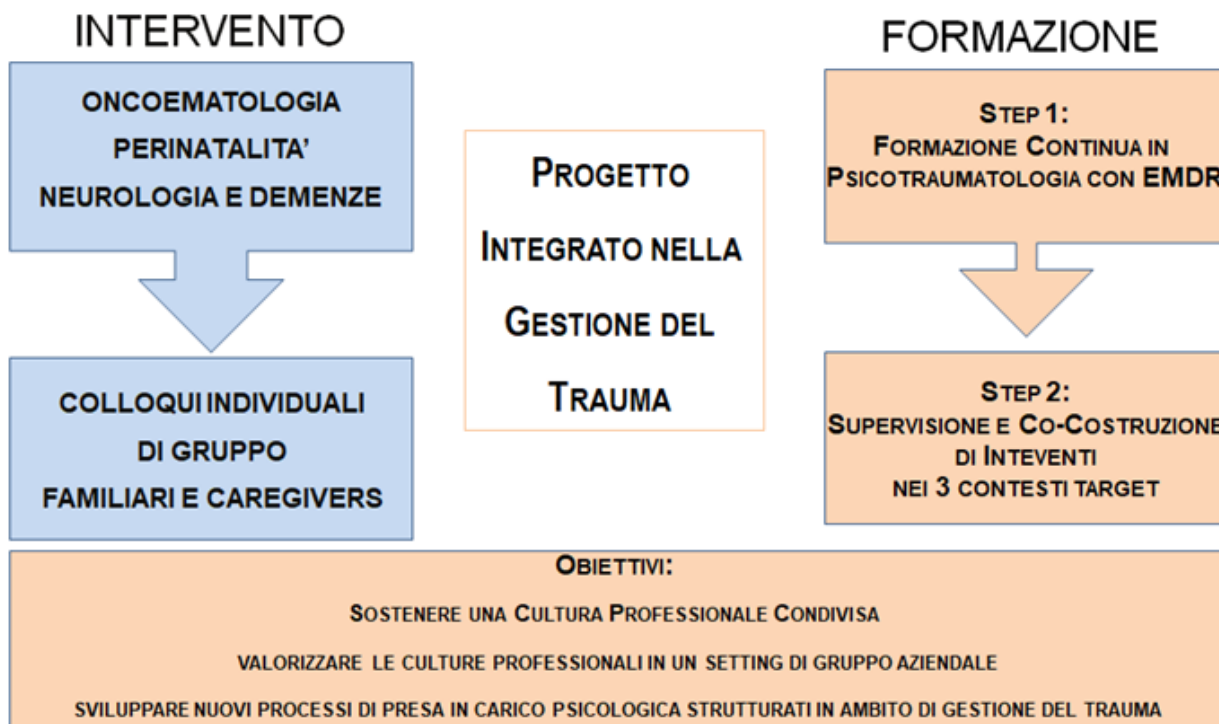 INTERVENTO
ONCOEMATOLOGIA
PERINATALITA’
NEUROLOGIA E DEMENZE
COLLOQUI INDIVIDUALI
DI GRUPPO
FAMILIARI E CAREGIVERS
PROGETTO
INTEGRATO NELLA
GESTIONE DEL
TRAUMA
FORMAZIONE
STEP 1:
FORMAZIONE CONTINUA IN
PSICOTRAUMATOLOGIA CON EMDR
STEP 2:
SUPERVISIONE E CO-COSTRUZIONE
DI INTEVENTI
NEI 3 CONTESTI TARGET
OBIETTIVI:
SOSTENERE UNA CULTURA PROFESSIONALE CONDIVISA
VALORIZZARE LE CULTURE PROFESSIONALI IN UN SETTING DI GRUPPO AZIENDALE
SVILUPPARE NUOVI PROCESSI DI PRESA IN CARICO PSICOLOGICA STRUTTURATI IN AMBITO DI GESTIONE DEL TRAUMA